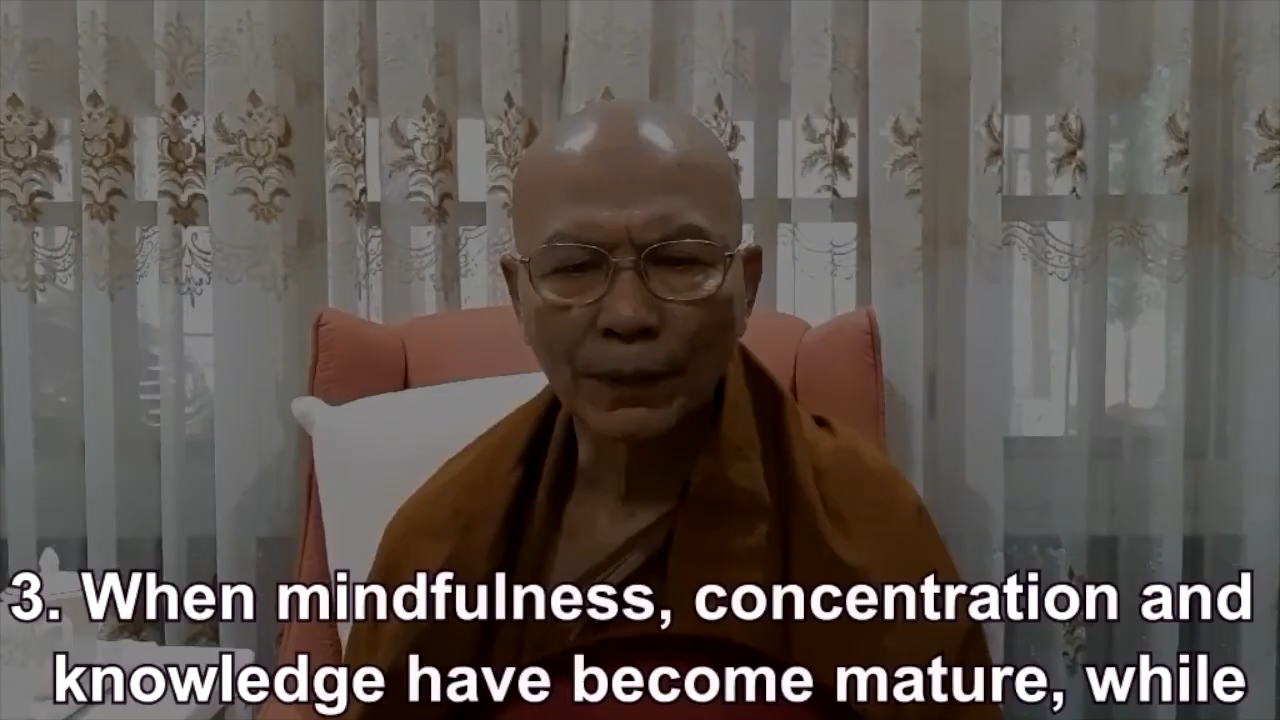 3. When mindfulness, concentration and
knowledge have become mature, while